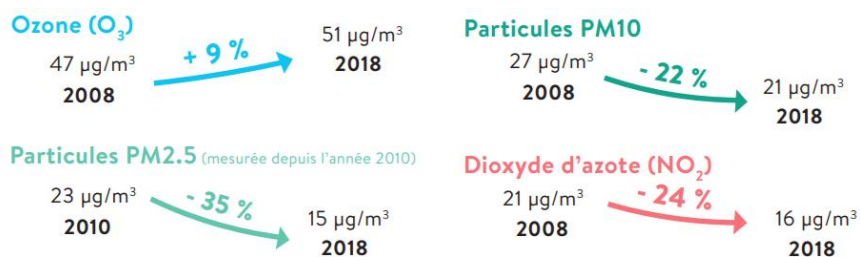 Ozone (O₃)
47 µg/m³
2008
+ 9 %
51 µg/m³
2018
Particules PM10
27 µg/m³
2008
- 22 %
21 µg/m³
2018
Particules PM2.5 (mesurée depuis l'année 2010)
23 µg/m³
2010
- 35 %
15 µg/m³
2018
Dioxyde d'azote (NO₂)
21 µg/m³
2008
- 24 %
16 µg/m³
2018